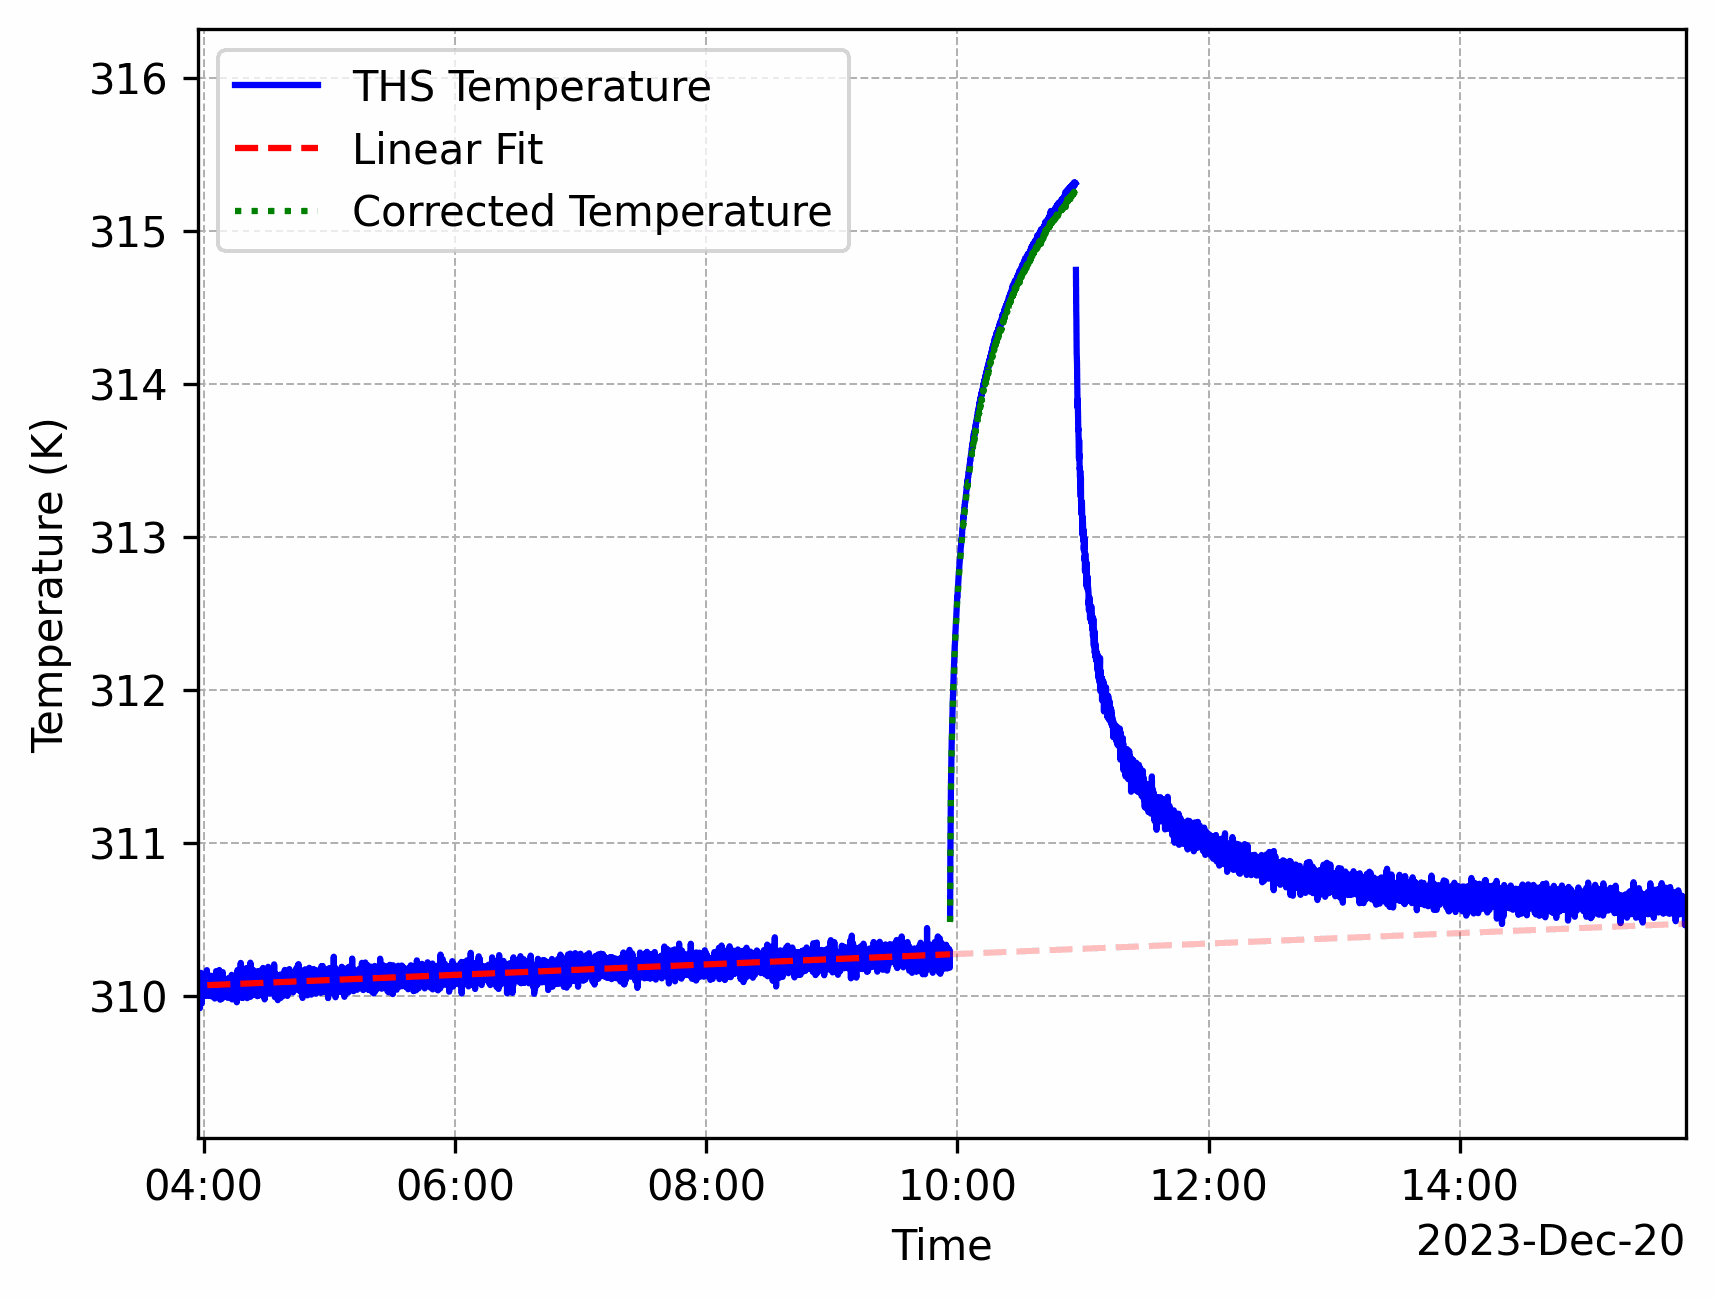 THS Temperature
Linear Fit
Corrected Temperature
316
315
314
313
312
311
310
Temperature (K)
04:00 06:00 08:00 10:00 12:00 14:00
Time
2023-Dec-20